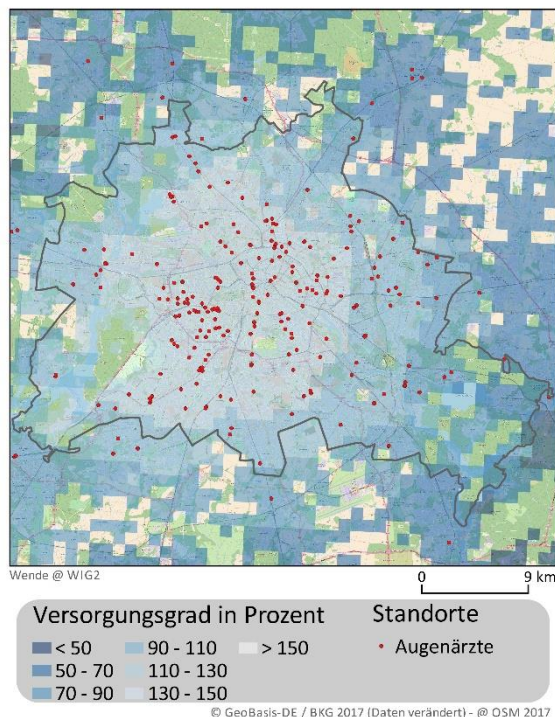 Wende @ WIG2
0 9 km
Versorgungsgrad in Prozent Standorte
< 50 90 - 110 > 150 Augenärzte
50 - 70 110 - 130
70 - 90 130 - 150
© GeoBasis-DE / BKG 2017 (Daten verändert) - @ OSM 2017